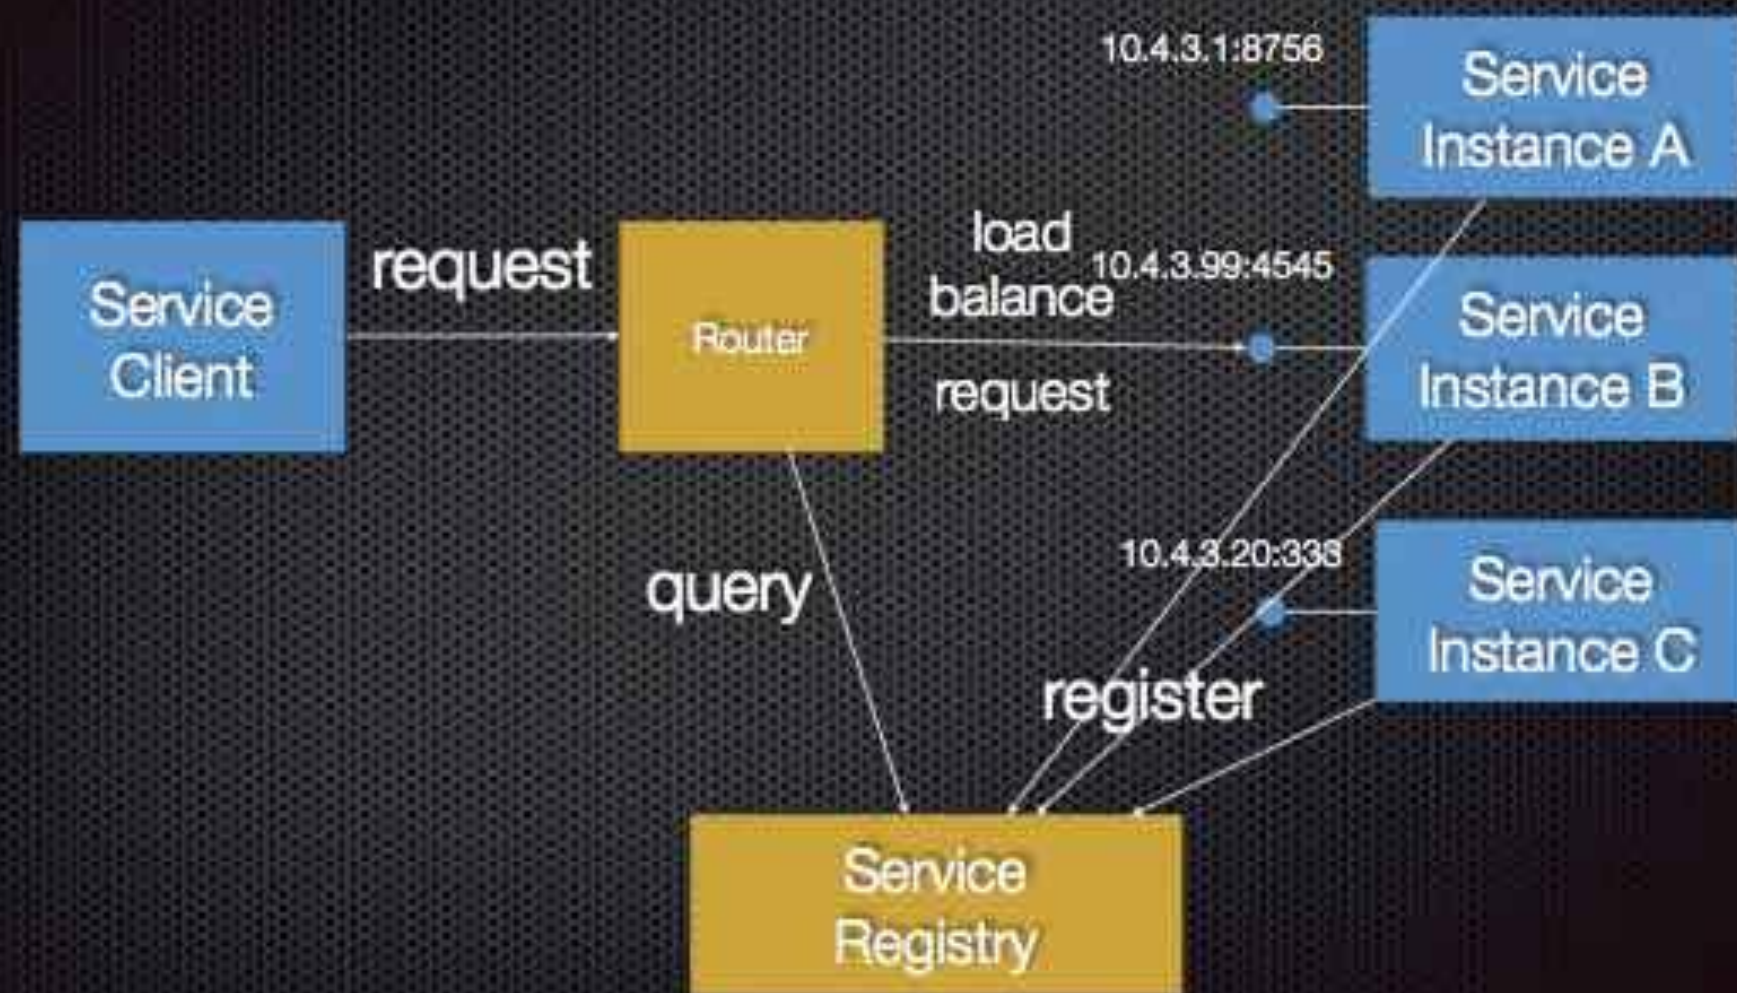 10.4.3.1:8756
Service
Instance A
Service
Client
request
Router
load
balance
request
10.4.3.99:4545
Service
Instance B
query
10.4.3.20:333
Service
Instance C
register
Service
Registry